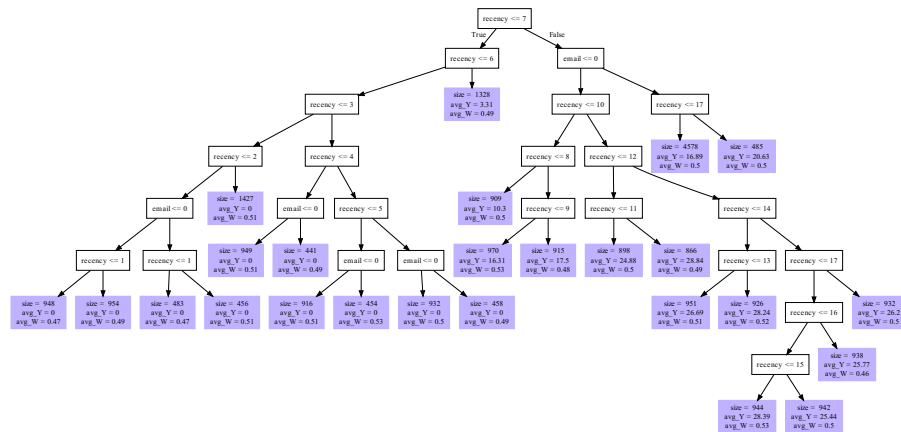 recency <= 7
True
False
recency <= 6
email <= 0
size = 1328
avg_Y = 3.31
avg_W = 0.49
recency <= 3
recency <= 10
recency <= 17
size = 4578
avg_Y = 16.89
avg_W = 0.5
size = 485
avg_Y = 20.63
avg_W = 0.5
recency <= 2
recency <= 4
recency <= 8
recency <= 12
size = 1427
avg_Y = 0
avg_W = 0.51
size = 909
avg_Y = 10.3
avg_W = 0.5
email <= 0
email <= 0
recency <= 5
recency <= 9
recency <= 11
recency <= 14
size = 949
avg_Y = 0
avg_W = 0.51
size = 441
avg_Y = 0
avg_W = 0.49
size = 970
avg_Y = 16.31
avg_W = 0.53
size = 915
avg_Y = 17.5
avg_W = 0.48
size = 898
avg_Y = 24.88
avg_W = 0.5
size = 866
avg_Y = 28.84
avg_W = 0.49
recency <= 1
recency <= 1
email <= 0
email <= 0
recency <= 13
recency <= 17
size = 948
avg_Y = 0
avg_W = 0.47
size = 954
avg_Y = 0
avg_W = 0.49
size = 483
avg_Y = 0
avg_W = 0.47
size = 456
avg_Y = 0
avg_W = 0.51
size = 916
avg_Y = 0
avg_W = 0.51
size = 454
avg_Y = 0
avg_W = 0.53
size = 932
avg_Y = 0
avg_W = 0.5
size = 458
avg_Y = 0
avg_W = 0.49
size = 951
avg_Y = 26.69
avg_W = 0.51
size = 926
avg_Y = 28.24
avg_W = 0.52
recency <= 16
size = 932
avg_Y = 26.2
avg_W = 0.5
recency <= 15
size = 938
avg_Y = 25.77
avg_W = 0.46
size = 944
avg_Y = 28.39
avg_W = 0.53
size = 942
avg_Y = 25.44
avg_W = 0.5